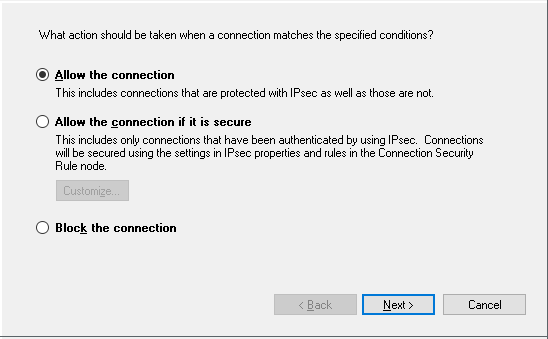 What action should be taken when a connection matches the specified conditions?
Allow the connection
This includes connections that are protected with IPsec as well as those are not.
Allow the connection if it is secure
This includes only connections that have been authenticated by using IPsec.  Connections
will be secured using the settings in IPsec properties and rules in the Connection Security
Rule node.
Customize...
Block the connection
< Back
Next >
Cancel